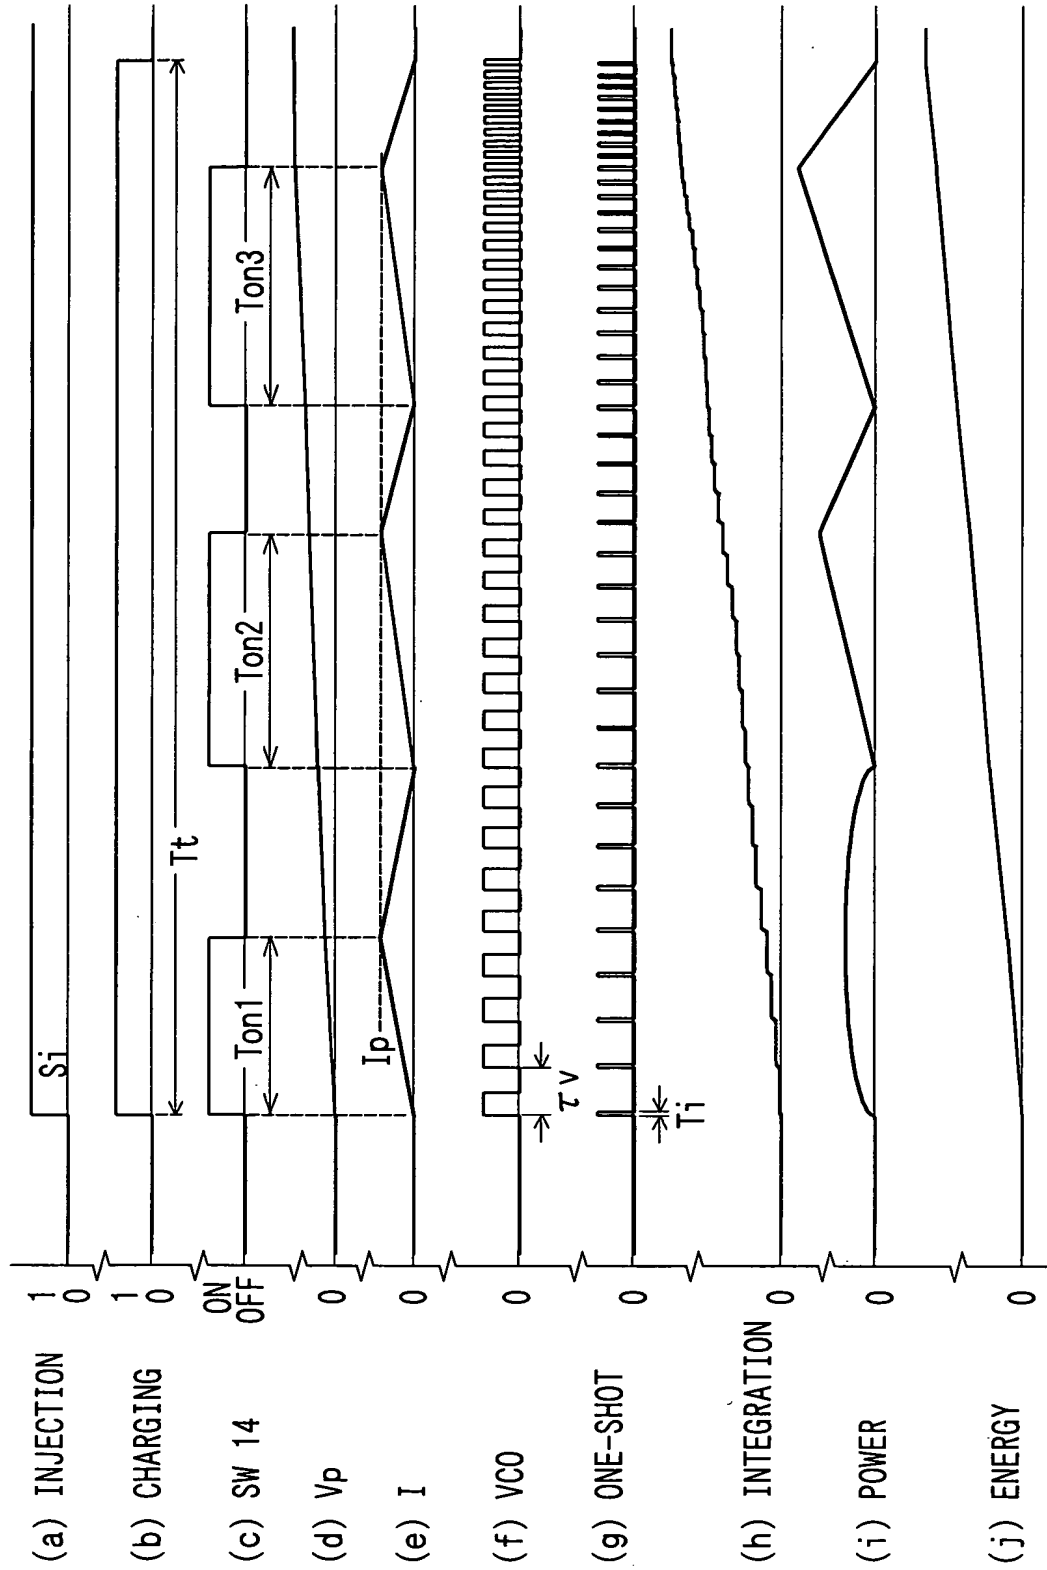 (a) INJECTION
1
0
Si
(b) CHARGING
1
0
Tt
(c) SW 14
ON
OFF
Ton1
Ton2
Ton3
(d) Vp
0
(e) I
0
Ip
(f) VCO
0
τv
(g) ONE-SHOT
0
Ti
(h) INTEGRATION
0
(i) POWER
0
(j) ENERGY
0